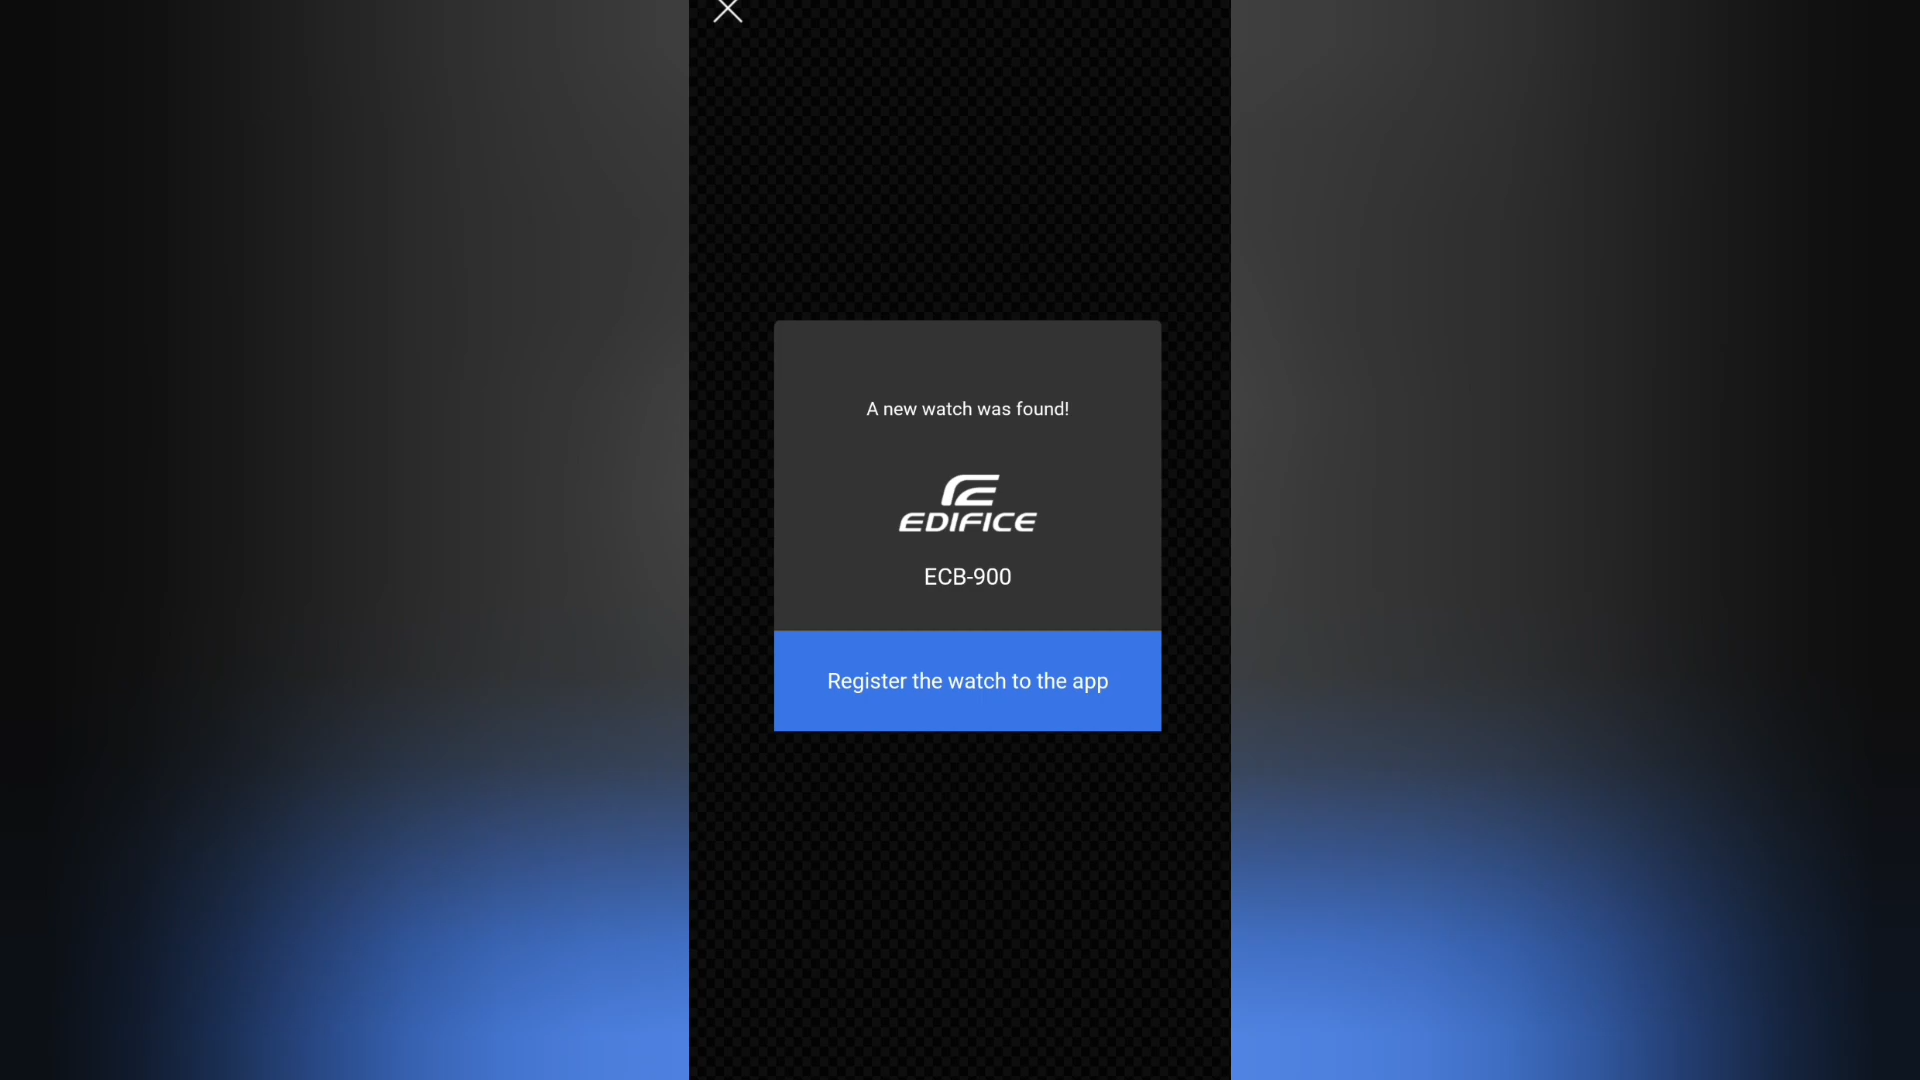 A new watch was found!
EDIFICE
ECB-900
Register the watch to the app